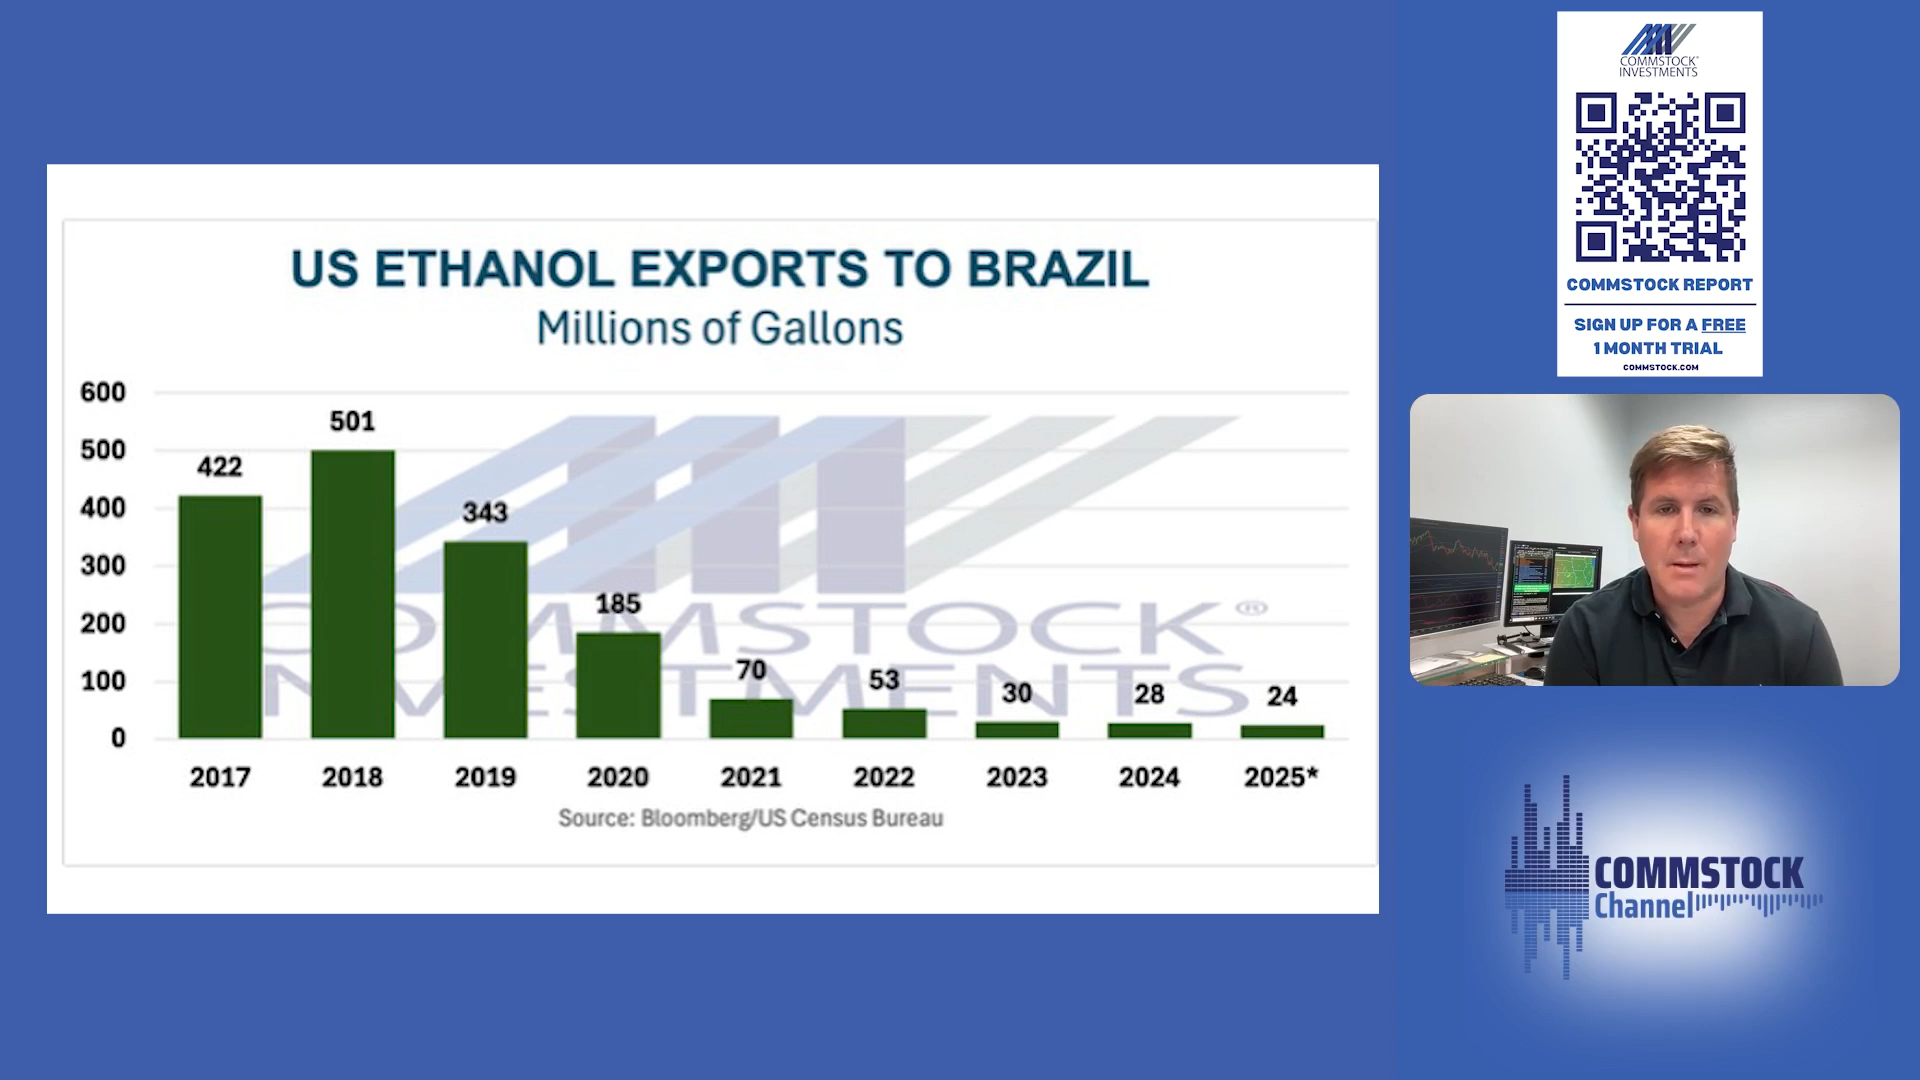 US ETHANOL EXPORTS TO BRAZIL
Millions of Gallons
600
500
400
300
200
100
0
422
501
343
185
70
53
30
28
24
2017
2018
2019
2020
2021
2022
2023
2024
2025*
Source: Bloomberg/US Census Bureau
COMMSTOCK®
INVESTMENTS
COMMSTOCK®
INVESTMENTS
COMMSTOCK REPORT
SIGN UP FOR A FREE
1 MONTH TRIAL
COMMSTOCK.COM
COMMSTOCK
Channel